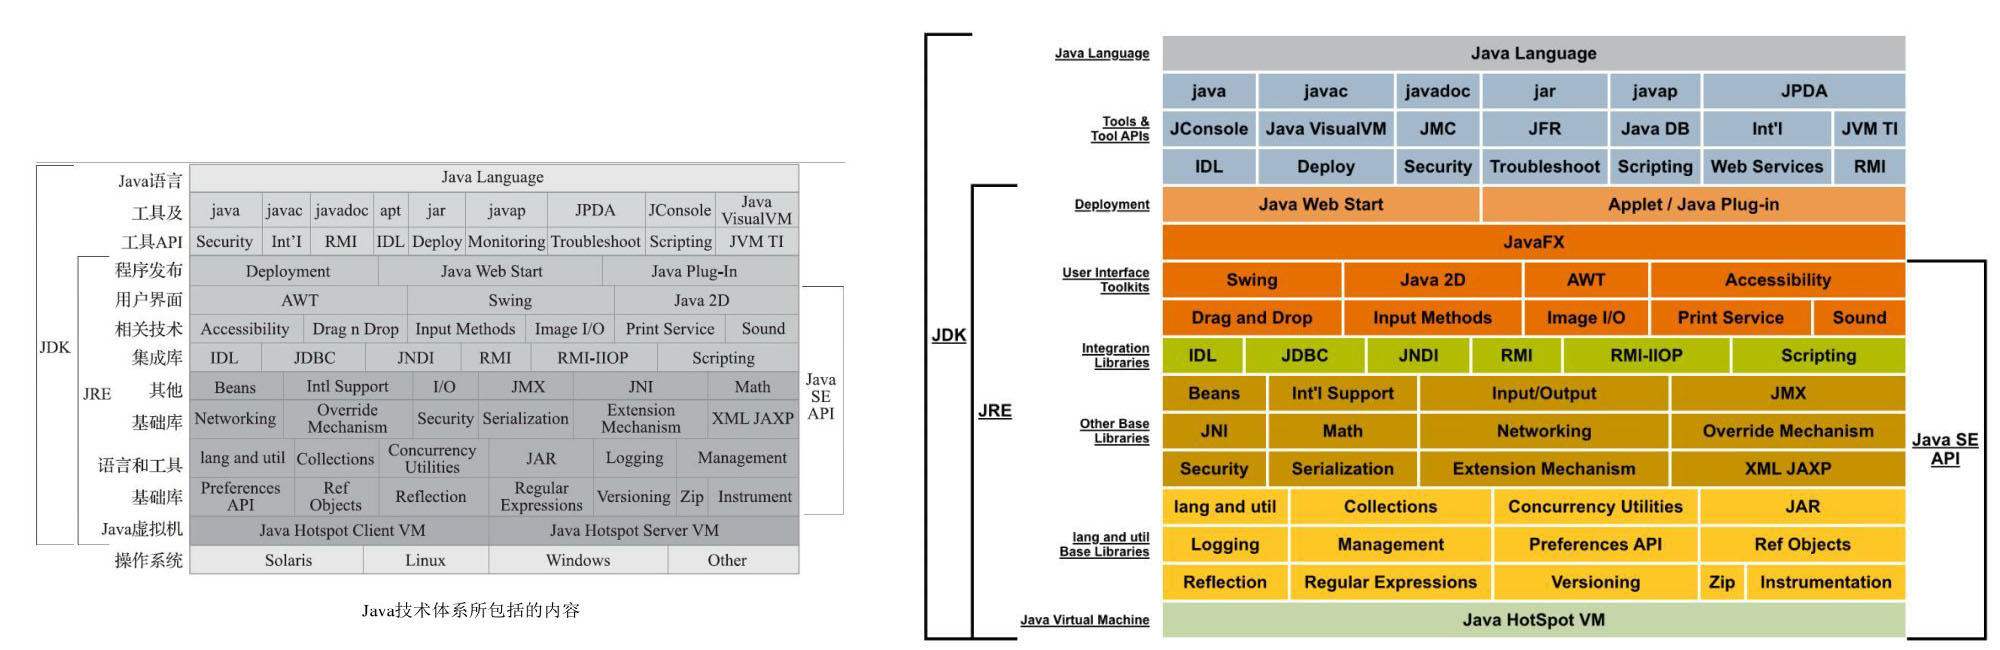 Java语言 Java Language
工具及 java javac javadoc apt jar javap JPDA JConsole Java VisualVM
工具API Security Int'l RMI IDL Deploy Monitoring Troubleshoot Scripting JVM TI
程序发布 Deployment Java Web Start Java Plug-In
用户界面 AWT Swing Java 2D
相关技术 Accessibility Drag n Drop Input Methods Image I/O Print Service Sound
集成库 IDL JDBC JNDI RMI RMI-IIOP Scripting
其他 Beans Intl Support I/O JMX JNI Math
基础库 Networking Override Mechanism Security Serialization Extension Mechanism XML JAXP
语言和工具 lang and util Collections Concurrency Utilities JAR Logging Management
基础库 Preferences API Ref Objects Reflection Regular Expressions Versioning Zip Instrument
Java虚拟机 Java Hotspot Client VM Java Hotspot Server VM
操作系统 Solaris Linux Windows Other
JDK
JRE
Java
SE
API
Java技术体系所包括的内容
Java Language Java Language
java javac javadoc jar javap JPDA
Tools & Tool APIs JConsole Java VisualVM JMC JFR Java DB Int'l JVM TI
IDL Deploy Security Troubleshoot Scripting Web Services RMI
Deployment Java Web Start Applet / Java Plug-in
JavaFX
User Interface Toolkits Swing Java 2D AWT Accessibility
Drag and Drop Input Methods Image I/O Print Service Sound
Integration Libraries IDL JDBC JNDI RMI RMI-IIOP Scripting
Beans Int'l Support Input/Output JMX
Other Base Libraries JNI Math Networking Override Mechanism
Security Serialization Extension Mechanism XML JAXP
lang and util Collections Concurrency Utilities JAR
lang and util Base Libraries Logging Management Preferences API Ref Objects
Reflection Regular Expressions Versioning Zip Instrumentation
Java Virtual Machine Java HotSpot VM
JDK
JRE
Java SE
API